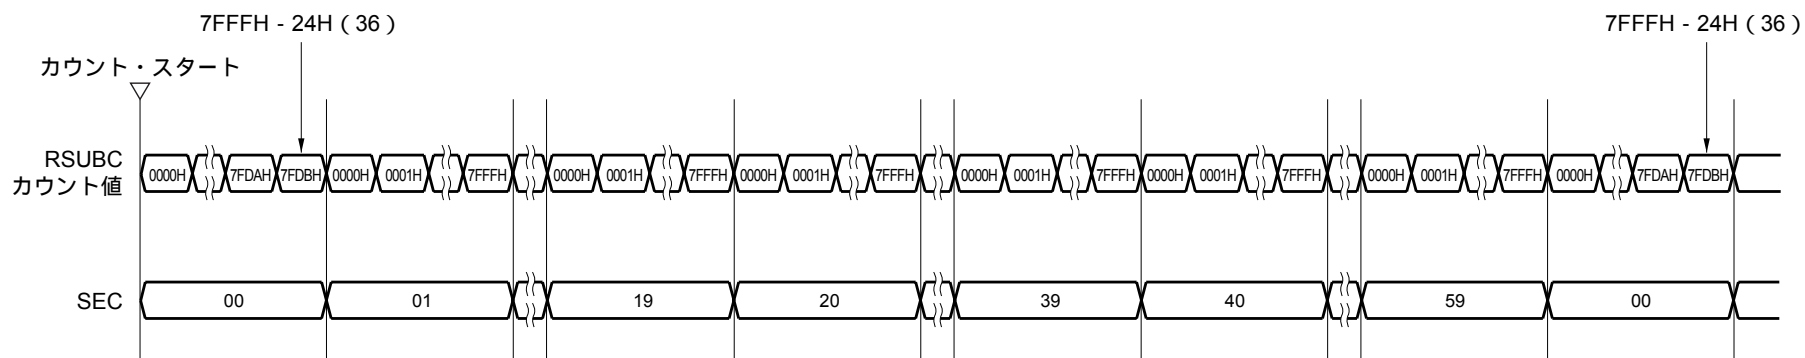 7FFFH - 24H ( 36 ) 7FFFH - 24H ( 36 )
カウント・スタート
RSUBC
カウント値
0000H 7FDAH 7FDBH 0000H 0001H 7FFFH 0000H 0001H 7FFFH 0000H 0001H 7FFFH 0000H 0001H 7FFFH 0000H 0001H 7FFFH 0000H 0001H 7FFFH 0000H 7FDAH 7FDBH
SEC 00 01 19 20 39 40 59 00